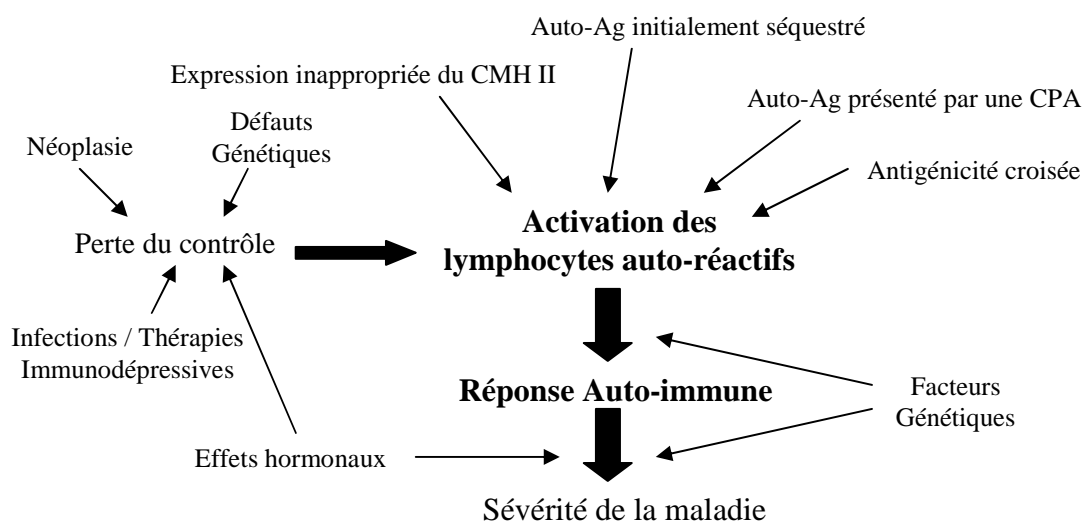 Auto-Ag initialement séquestré
Expression inappropriée du CMH II
Auto-Ag présenté par une CPA
Défauts
Génétiques
Néoplasie
Antigénicité croisée
Activation des
lymphocytes auto-réactifs
Perte du contrôle
Infections / Thérapies
Immunodépressives
Réponse Auto-immune
Facteurs
Génétiques
Effets hormonaux
Sévérité de la maladie